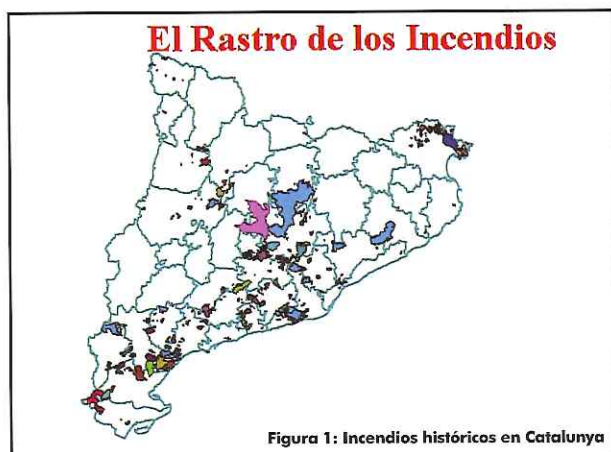 El Rastro de los Incendios
Figura 1: Incendios históricos en Catalunya